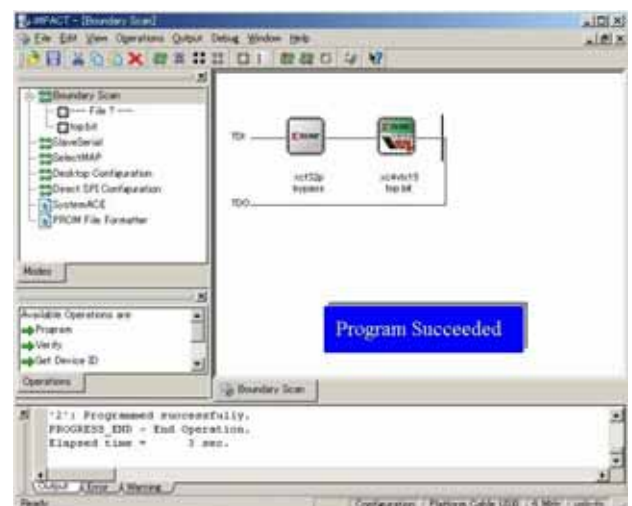 iMPACT - [Boundary Scan]
File Edit View Operations Output Debug Window Help
Boundary Scan
File ?
top.bit
SlaveSerial
SelectMAP
Desktop Configuration
Direct SPI Configuration
SystemACE
PROM File Formatter
Modes
TDI
TDO
bypass
top.bit
Program Succeeded
Available Operations are
Program
Verify
Get Device ID
Operations
Boundary Scan
'2': Programmed successfully.
PROGRESS_END - End Operation.
Elapsed time = 3 sec.
Output Error Warning
Ready
Configuration Platform Cable USB 6 MHz